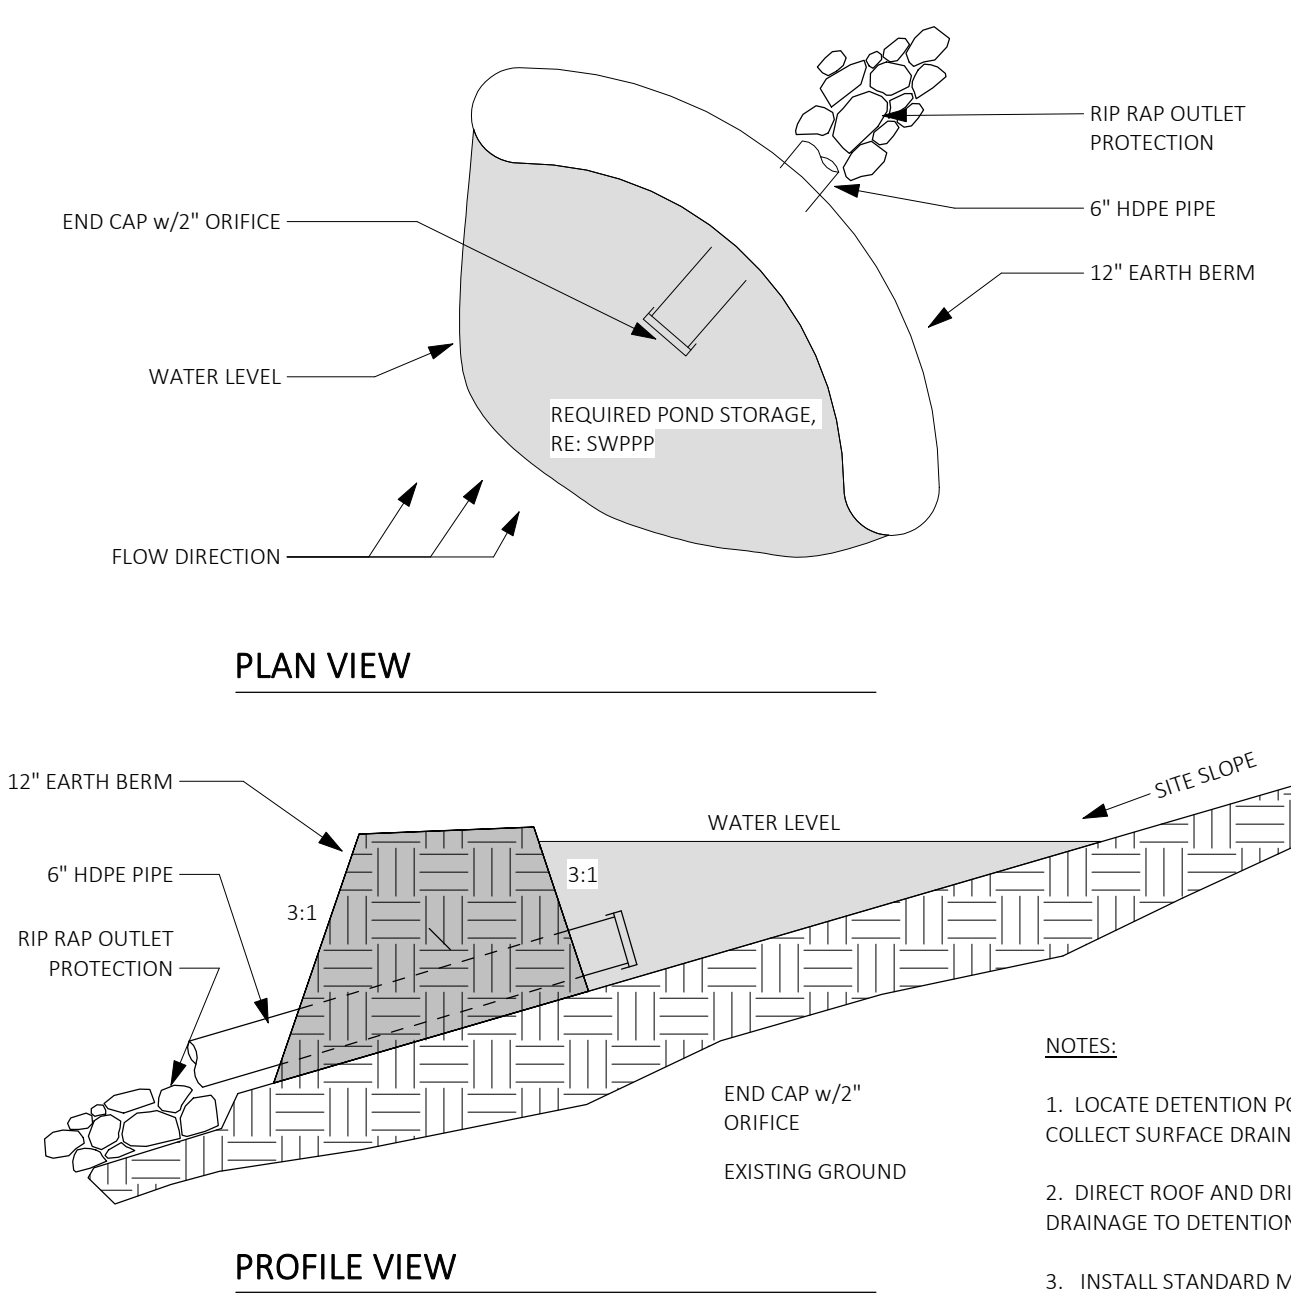 RIP RAP OUTLET
PROTECTION
6" HDPE PIPE
END CAP w/2" ORIFICE
12" EARTH BERM
WATER LEVEL
REQUIRED POND STORAGE,
RE: SWPPP
FLOW DIRECTION
PLAN VIEW
SITE SLOPE
12" EARTH BERM
WATER LEVEL
6" HDPE PIPE
3:1
3:1
RIP RAP OUTLET
PROTECTION
END CAP w/2"
ORIFICE
EXISTING GROUND
PROFILE VIEW
NOTES:
1. LOCATE DETENTION
COLLECT SURFACE
2. DIRECT ROOF AND
DRAINAGE TO
3. INSTALL STANDARD